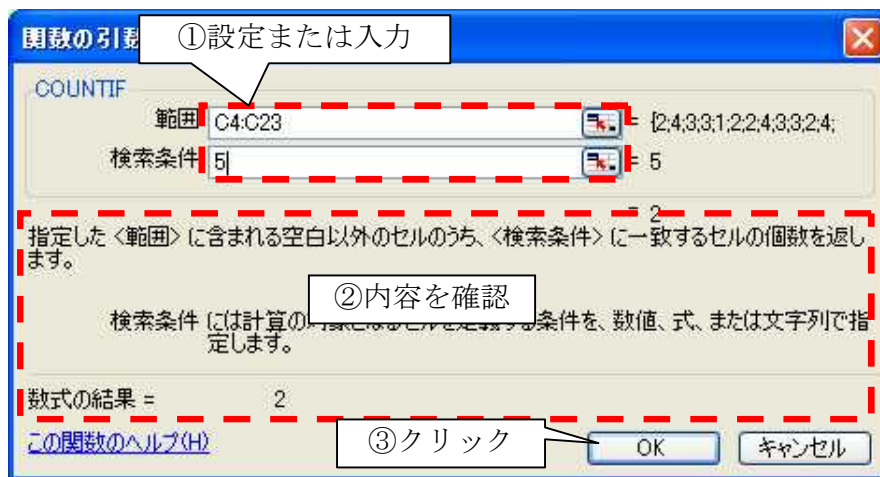 関数の引数
①設定または入力
COUNTIF
範囲 C4:C23 = {2;4;3;3;1;2;2;4;3;3;2;4;
検索条件 5 = 5
= 2
指定した〈範囲〉に含まれる空白以外のセルのうち、〈検索条件〉に一致するセルの個数を返し
ます。
②内容を確認
検索条件 には計算の る条件を、数値、式、または文字列で指
定します。
数式の結果 = 2
この関数のヘルプ(H)
③クリック
OK キャンセル